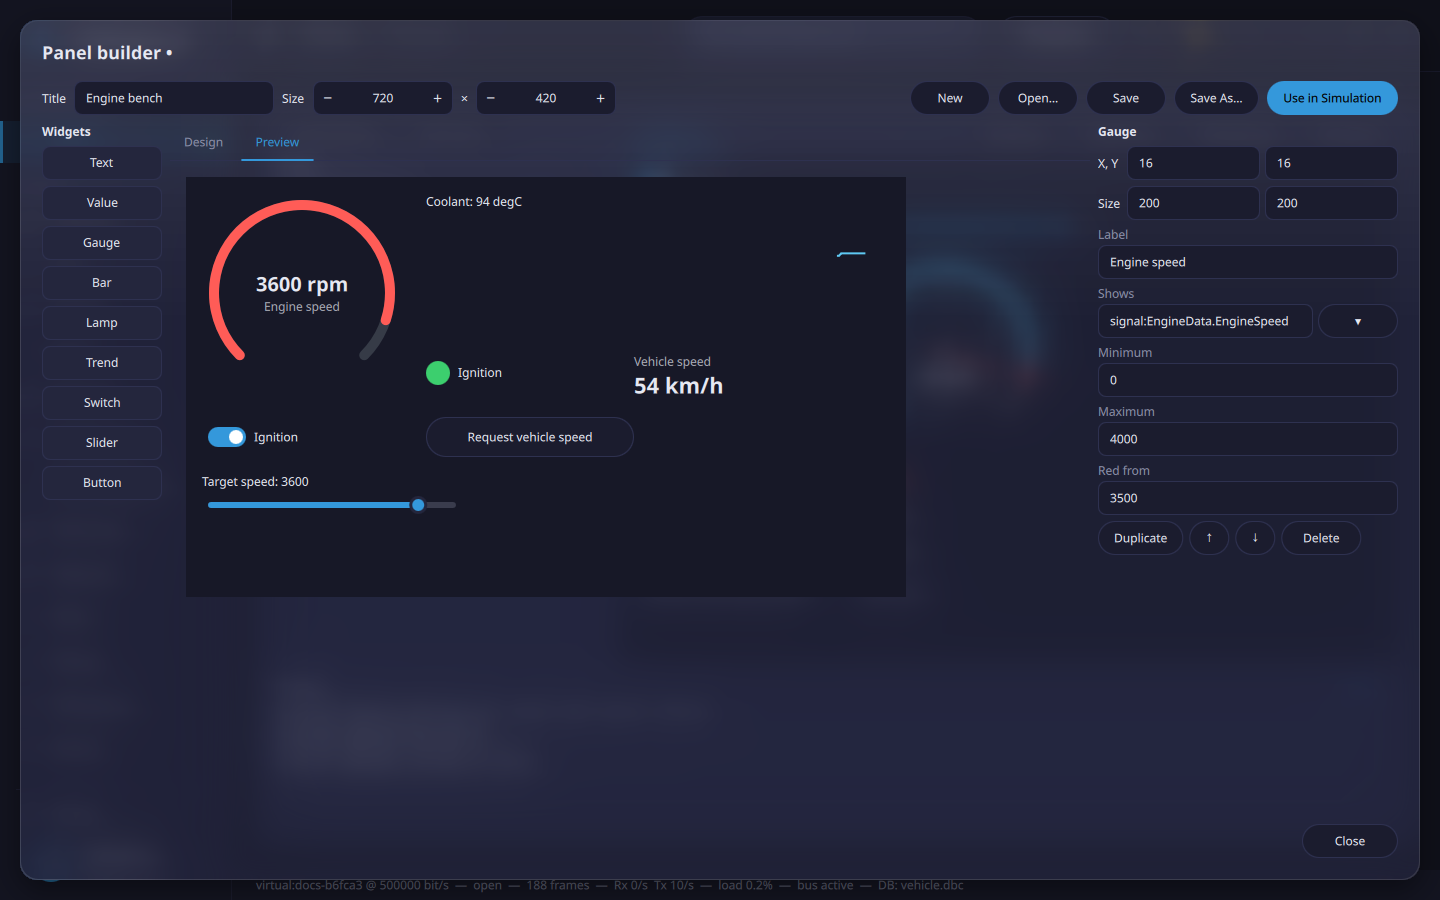 Panel builder •
Title
Engine bench
Size
− 720 +
×
− 420 +
New
Open...
Save
Save As...
Use in Simulation
Widgets
Text
Value
Gauge
Bar
Lamp
Trend
Switch
Slider
Button
Design
Preview
3600 rpm
Engine speed
Coolant: 94 degC
Ignition
Vehicle speed
54 km/h
Ignition
Request vehicle speed
Target speed: 3600
Gauge
X, Y 16 16
Size 200 200
Label
Engine speed
Shows
signal:EngineData.EngineSpeed ▾
Minimum
0
Maximum
4000
Red from
3500
Duplicate ↑ ↓ Delete
Close
virtual:docs-b6fca3 @ 500000 bit/s — open — 188 frames — Rx 0/s Tx 10/s — load 0.2% — bus active — DB: vehicle.dbc